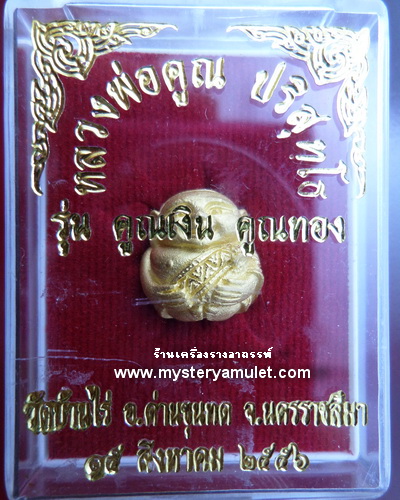 หลวงพ่อคูณ ปริสุทฺโธ
รุ่น คูณเงิน คูณทอง
ร้านเครื่องรางอาถรรพ์
www.mysteryamulet.com
วัดบ้านไร่ อ.ด่านขุนทด จ.นครราชสีมา
๑๕ สิงหาคม ๒๕๕๖